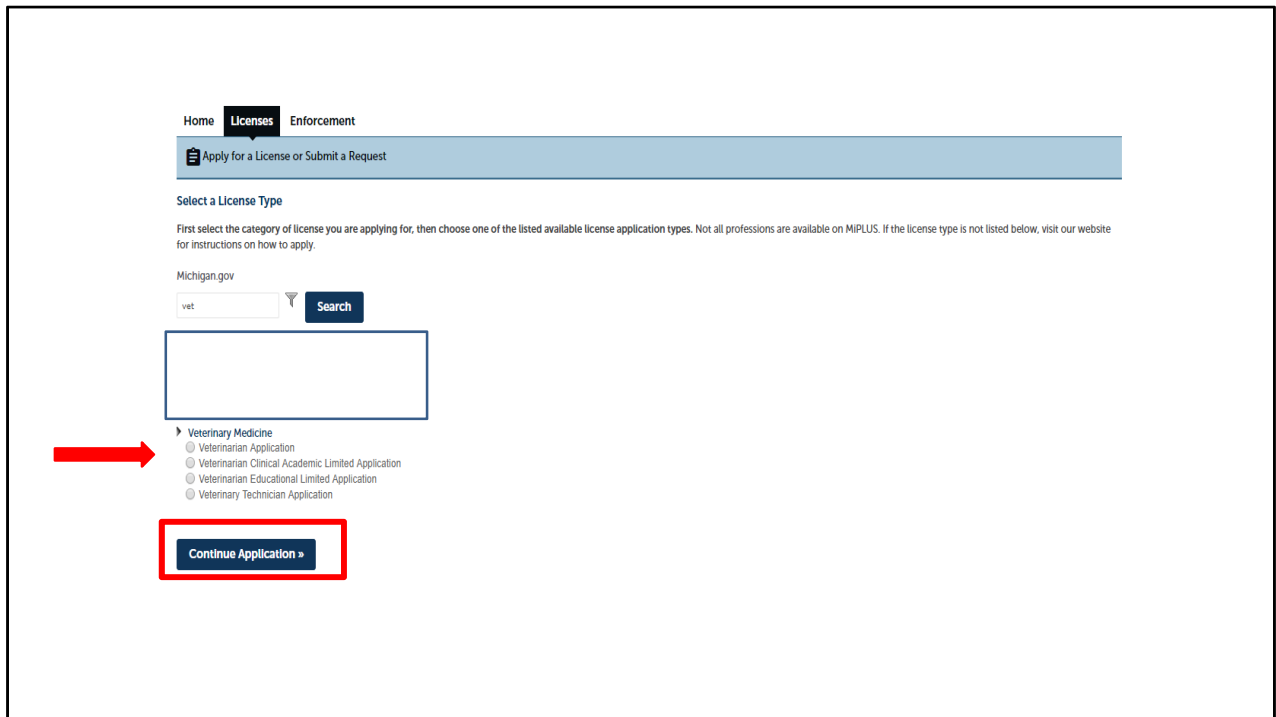 Home Licenses Enforcement
Apply for a License or Submit a Request
Select a License Type
First select the category of license you are applying for, then choose one of the listed available license application types. Not all professions are available on MiPLUS. If the license type is not listed below, visit our website
for instructions on how to apply.
Michigan.gov
vet Search
Veterinary Medicine
Veterinarian Application
Veterinarian Clinical Academic Limited Application
Veterinarian Educational Limited Application
Veterinary Technician Application
Continue Application »